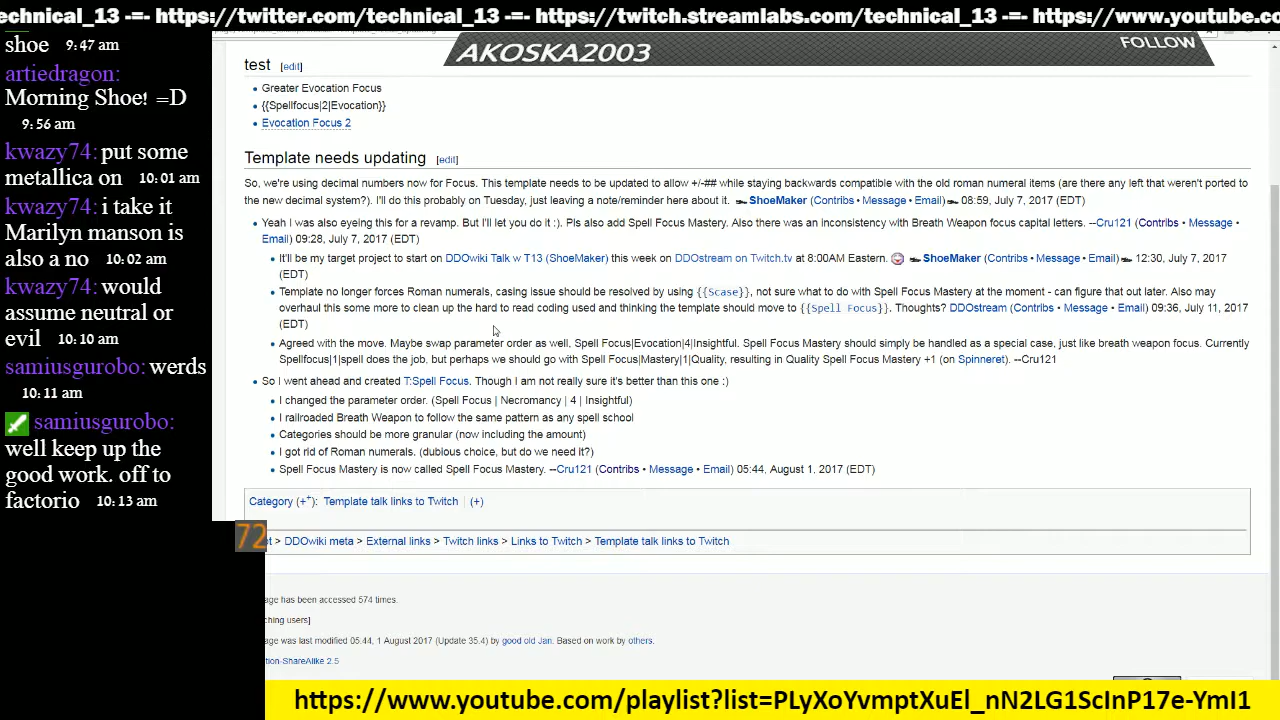 echnical_13 -=- https://twitter.com/technical_13 -=- https://twitch.streamlabs.com/technical_13 -=- https://www.youtube.co
shoe 9:47 am
artiedragon:
Morning Shoe! =D
9:56 am
kwazy74: put some
metallica on 10:01 am
kwazy74: i take it
Marilyn manson is
also a no 10:02 am
kwazy74: would
assume neutral or
evil 10:10 am
samiusgurobo: werds
10:11 am
samiusgurobo:
well keep up the
good work. off to
factorio 10:13 am
AKOSKA2003
FOLLOW
test [edit]
• Greater Evocation Focus
• {{Spellfocus|2|Evocation}}
• Evocation Focus 2
Template needs updating [edit]
So, we're using decimal numbers now for Focus. This template needs to be updated to allow +/-## while staying backwards compatible with the old roman numeral items (are there any left that weren't ported to
the new decimal system?). I'll do this probably on Tuesday, just leaving a note/reminder here about it. ShoeMaker (Contribs • Message • Email) 08:59, July 7, 2017 (EDT)
• Yeah I was also eyeing this for a revamp. But I'll let you do it :). Pls also add Spell Focus Mastery. Also there was an inconsistency with Breath Weapon focus capital letters. --Cru121 (Contribs • Message •
Email) 09:28, July 7, 2017 (EDT)
• It'll be my target project to start on DDOwiki Talk w T13 (ShoeMaker) this week on DDOstream on Twitch.tv at 8:00AM Eastern. ShoeMaker (Contribs • Message • Email) 12:30, July 7, 2017
(EDT)
• Template no longer forces Roman numerals, casing issue should be resolved by using {{Scase}}, not sure what to do with Spell Focus Mastery at the moment - can figure that out later. Also may
overhaul this some more to clean up the hard to read coding used and thinking the template should move to {{Spell Focus}}. Thoughts? DDOstream (Contribs • Message • Email) 09:36, July 11, 2017
(EDT)
• Agreed with the move. Maybe swap parameter order as well, Spell Focus|Evocation|4|Insightful. Spell Focus Mastery should simply be handled as a special case, just like breath weapon focus. Currently
Spellfocus|1|spell does the job, but perhaps we should go with Spell Focus|Mastery|1|Quality, resulting in Quality Spell Focus Mastery +1 (on Spinneret). --Cru121
• So I went ahead and created T:Spell Focus. Though I am not really sure it's better than this one :)
• I changed the parameter order. (Spell Focus | Necromancy | 4 | Insightful)
• I railroaded Breath Weapon to follow the same pattern as any spell school
• Categories should be more granular (now including the amount)
• I got rid of Roman numerals. (dubious choice, but do we need it?)
• Spell Focus Mastery is now called Spell Focus Mastery. --Cru121 (Contribs • Message • Email) 05:44, August 1, 2017 (EDT)
Category (+⁺): Template talk links to Twitch | (+)
72
ot > DDOwiki meta > External links > Twitch links > Links to Twitch > Template talk links to Twitch
age has been accessed 574 times.
ching users]
age was last modified 05:44, 1 August 2017 (Update 35.4) by good old Jan. Based on work by others.
tion-ShareAlike 2.5
https://www.youtube.com/playlist?list=PLyXoYvmptXuEl_nN2LG1ScInP17e-YmI1